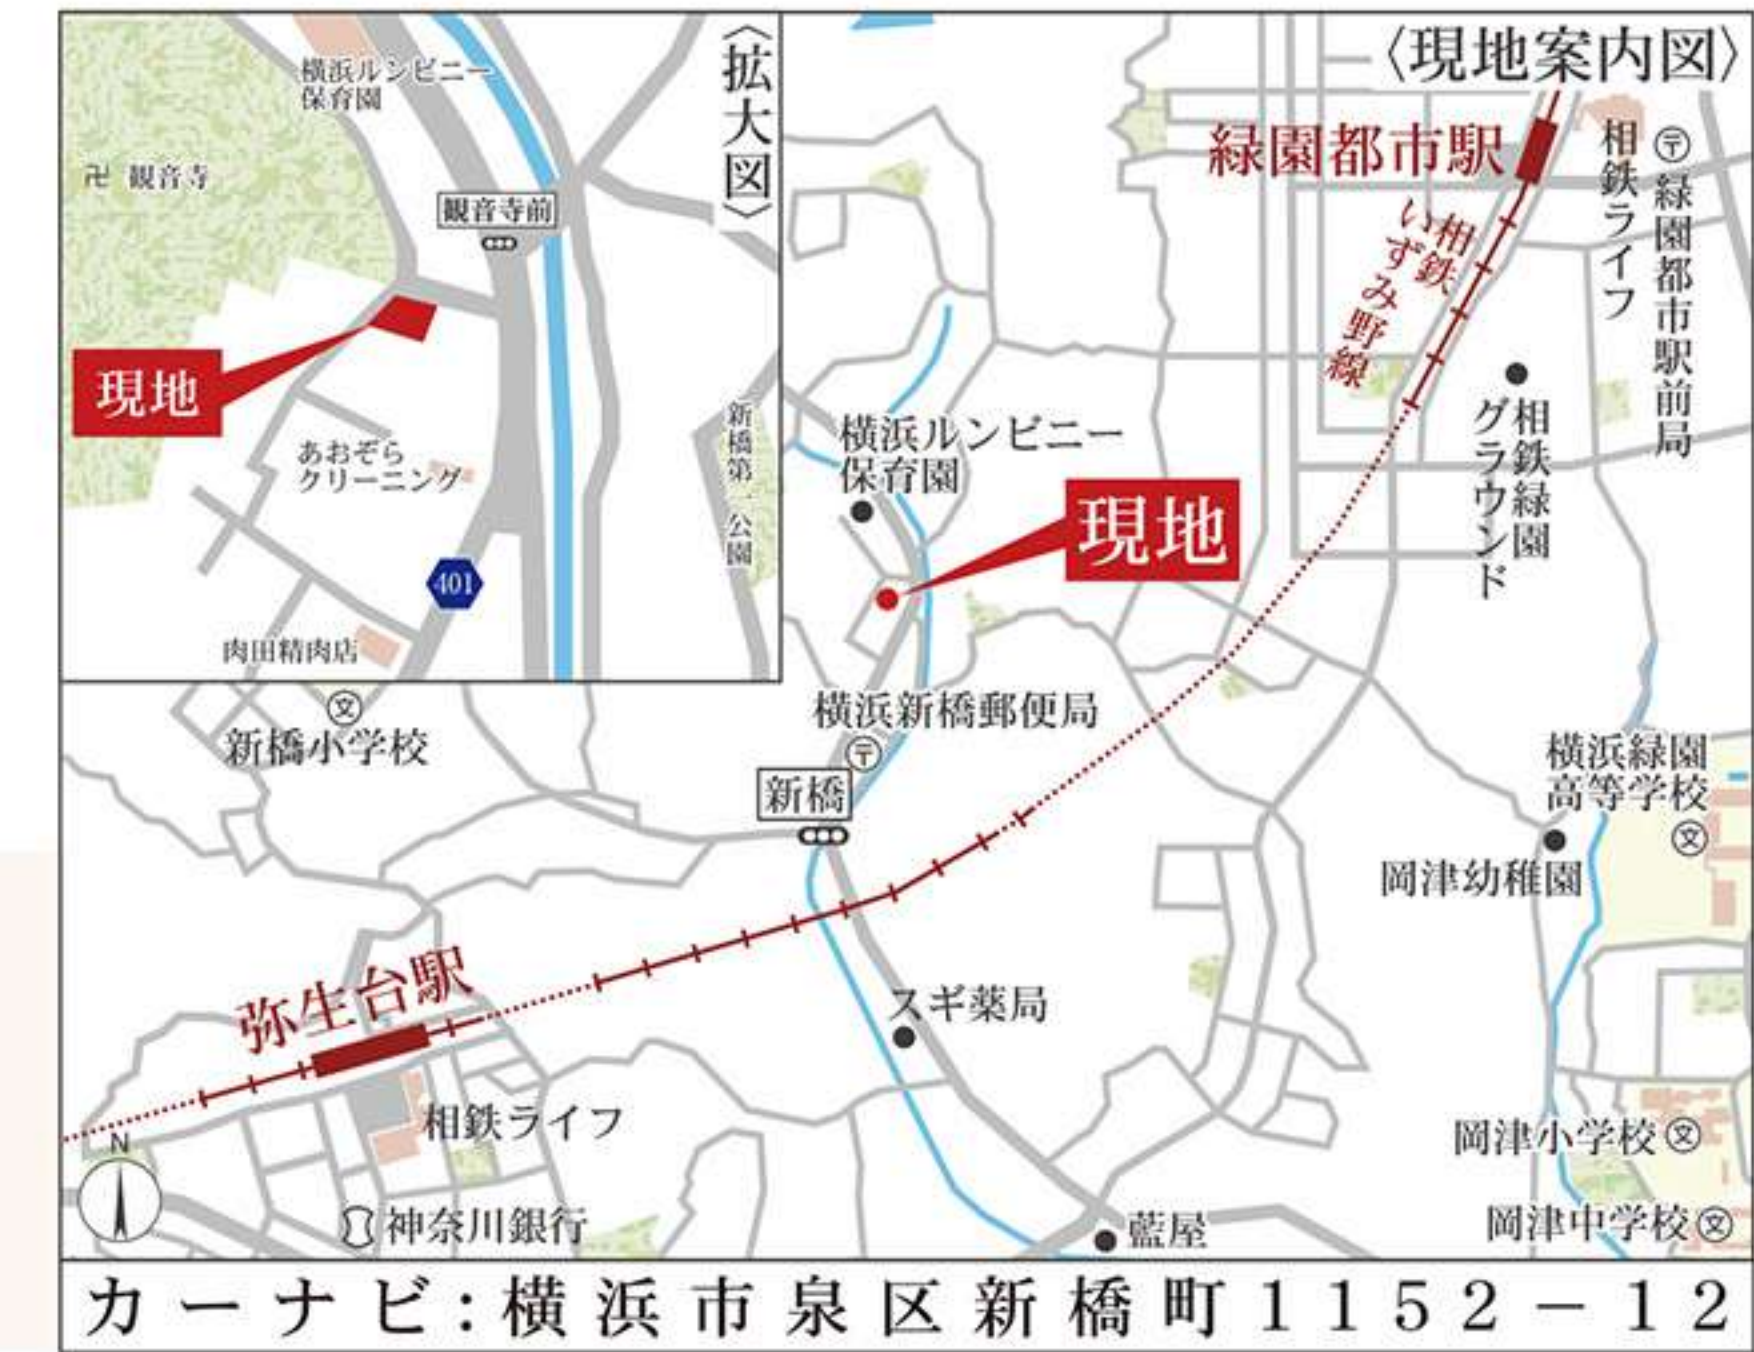 〈拡大図〉
横浜ルンビニー
保育園
卍 観音寺
観音寺前
現地
あおぞら
クリーニング
新橋第一公園
401
肉田精肉店
〈現地案内図〉
緑園都市駅
相鉄ライフ
〒緑園都市駅前局
相鉄
いずみ野線
相鉄緑園
グラウンド
横浜ルンビニー
保育園
現地
横浜新橋郵便局
〒
文
新橋小学校
新橋
横浜緑園
高等学校
文
岡津幼稚園
弥生台駅
スギ薬局
相鉄ライフ
N
神奈川銀行
藍屋
岡津小学校 文
岡津中学校 文
カーナビ:横浜市泉区新橋町1152-12